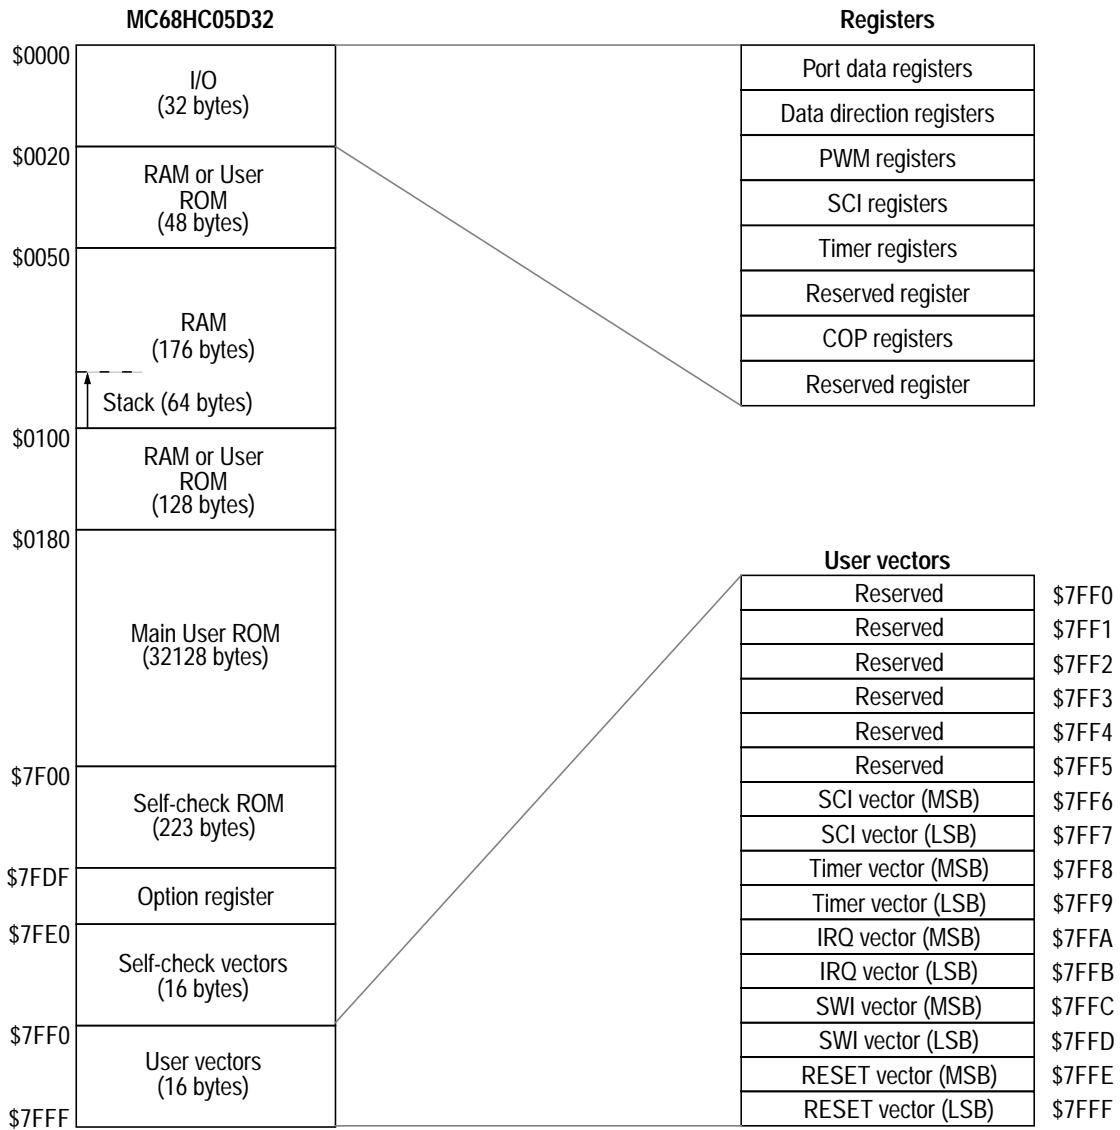 MC68HC05D32
$0000
I/O
(32 bytes)
$0020
RAM or User
ROM
(48 bytes)
$0050
RAM
(176 bytes)
Stack (64 bytes)
$0100
RAM or User
ROM
(128 bytes)
$0180
Main User ROM
(32128 bytes)
$7F00
Self-check ROM
(223 bytes)
$7FDF
Option register
$7FE0
Self-check vectors
(16 bytes)
$7FF0
User vectors
(16 bytes)
$7FFF
Registers
Port data registers
Data direction registers
PWM registers
SCI registers
Timer registers
Reserved register
COP registers
Reserved register
User vectors
Reserved $7FF0
Reserved $7FF1
Reserved $7FF2
Reserved $7FF3
Reserved $7FF4
Reserved $7FF5
SCI vector (MSB) $7FF6
SCI vector (LSB) $7FF7
Timer vector (MSB) $7FF8
Timer vector (LSB) $7FF9
IRQ vector (MSB) $7FFA
IRQ vector (LSB) $7FFB
SWI vector (MSB) $7FFC
SWI vector (LSB) $7FFD
RESET vector (MSB) $7FFE
RESET vector (LSB) $7FFF